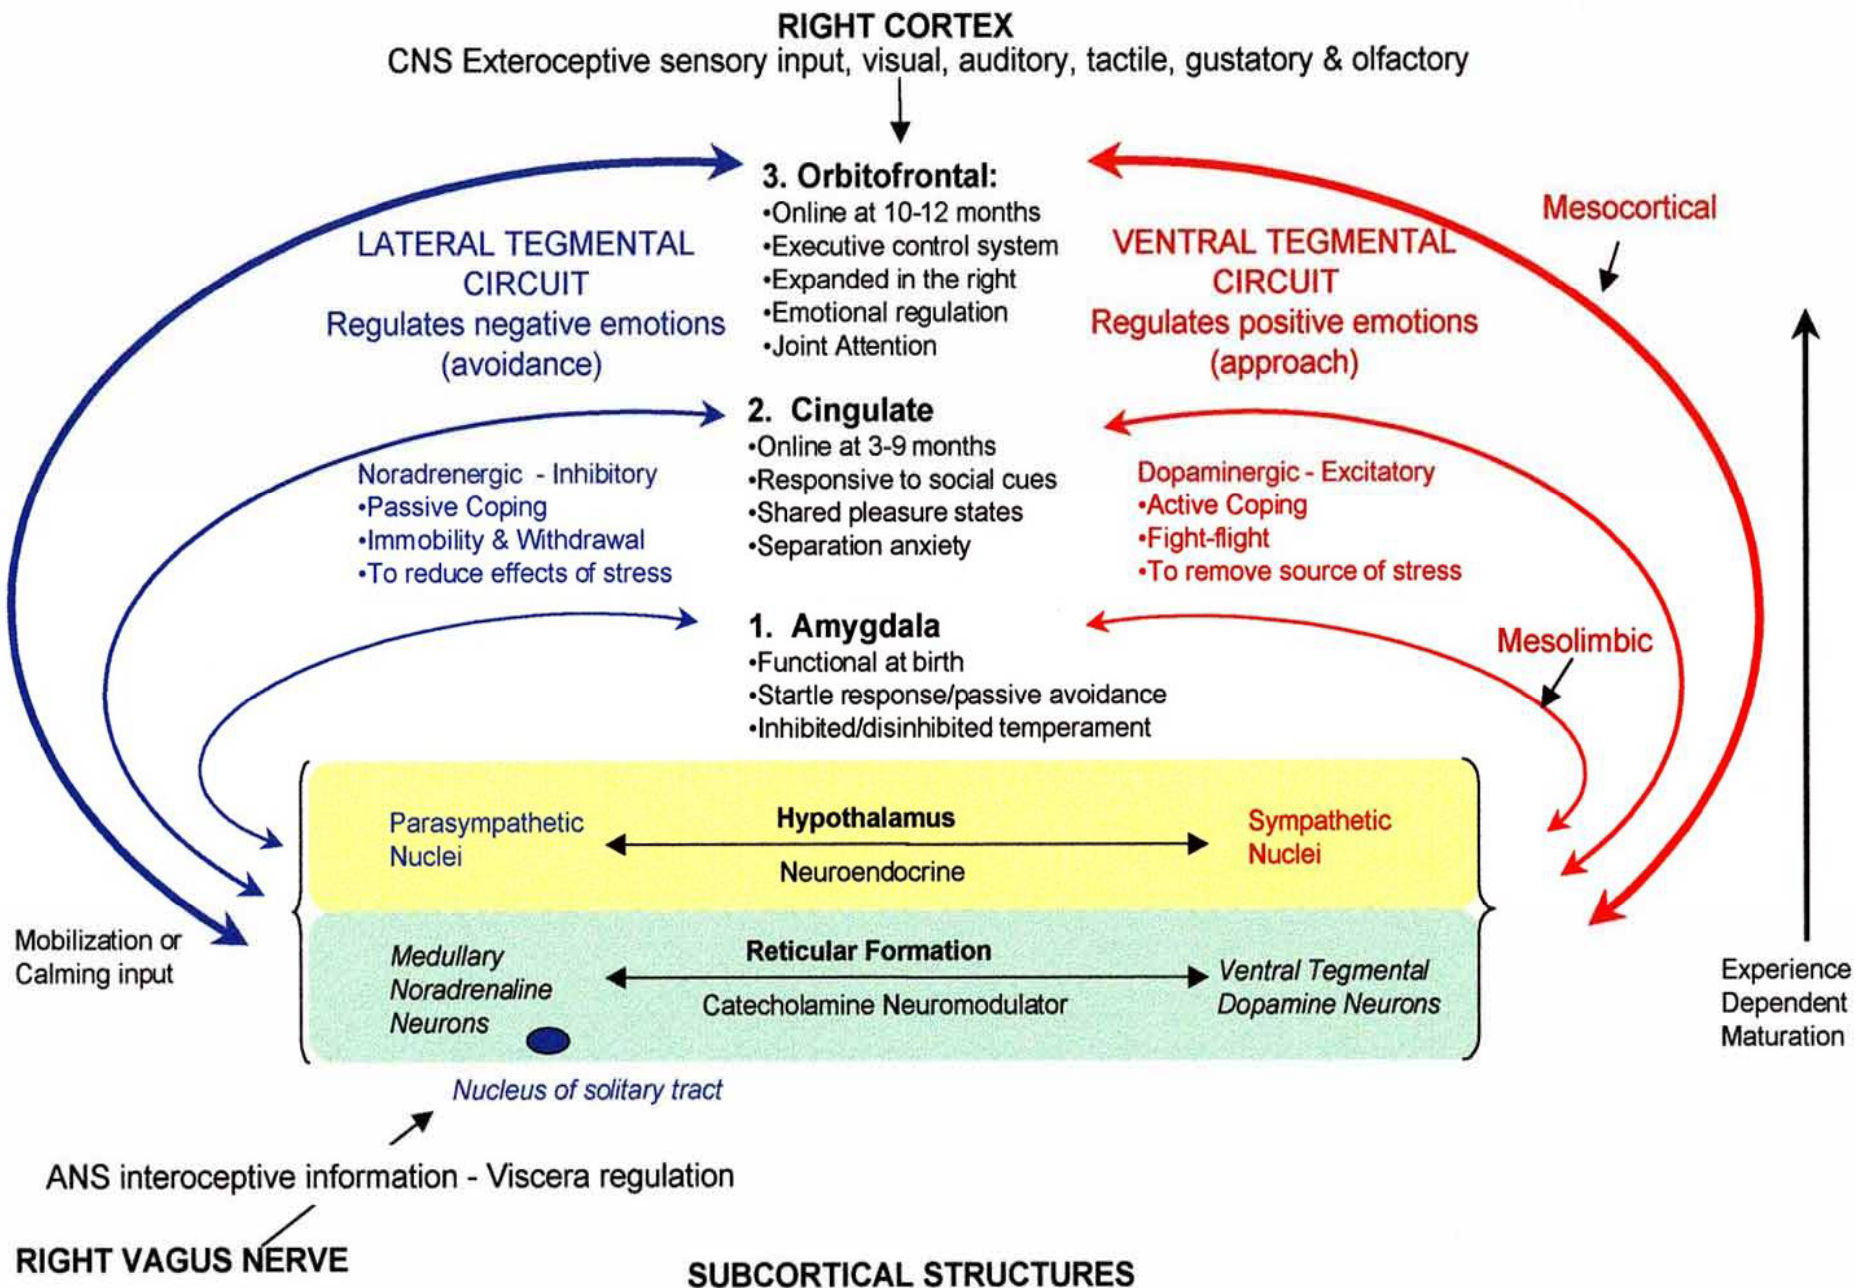 RIGHT CORTEX
CNS Exteroceptive sensory input, visual, auditory, tactile, gustatory & olfactory
3. Orbitofrontal:
•Online at 10-12 months
•Executive control system
•Expanded in the right
•Emotional regulation
•Joint Attention
LATERAL TEGMENTAL
CIRCUIT
Regulates negative emotions
(avoidance)
VENTRAL TEGMENTAL
CIRCUIT
Regulates positive emotions
(approach)
Mesocortical
2. Cingulate
•Online at 3-9 months
•Responsive to social cues
•Shared pleasure states
•Separation anxiety
Noradrenergic - Inhibitory
•Passive Coping
•Immobility & Withdrawal
•To reduce effects of stress
Dopaminergic - Excitatory
•Active Coping
•Fight-flight
•To remove source of stress
1. Amygdala
•Functional at birth
•Startle response/passive avoidance
•Inhibited/disinhibited temperament
Mesolimbic
Parasympathetic
Nuclei
Hypothalamus
Neuroendocrine
Sympathetic
Nuclei
Mobilization or
Calming input
Medullary
Noradrenaline
Neurons
Reticular Formation
Catecholamine Neuromodulator
Ventral Tegmental
Dopamine Neurons
Experience
Dependent
Maturation
Nucleus of solitary tract
ANS interoceptive information - Viscera regulation
RIGHT VAGUS NERVE
SUBCORTICAL STRUCTURES